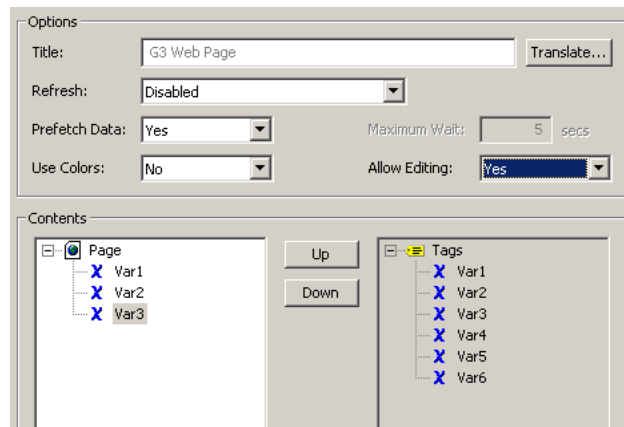 Options
Title: G3 Web Page Translate...
Refresh: Disabled
Prefetch Data: Yes Maximum Wait: 5 secs
Use Colors: No Allow Editing: Yes
Contents
Page Up Tags
Var1 Var1
Var2 Down Var2
Var3 Var3
Var4
Var5
Var6